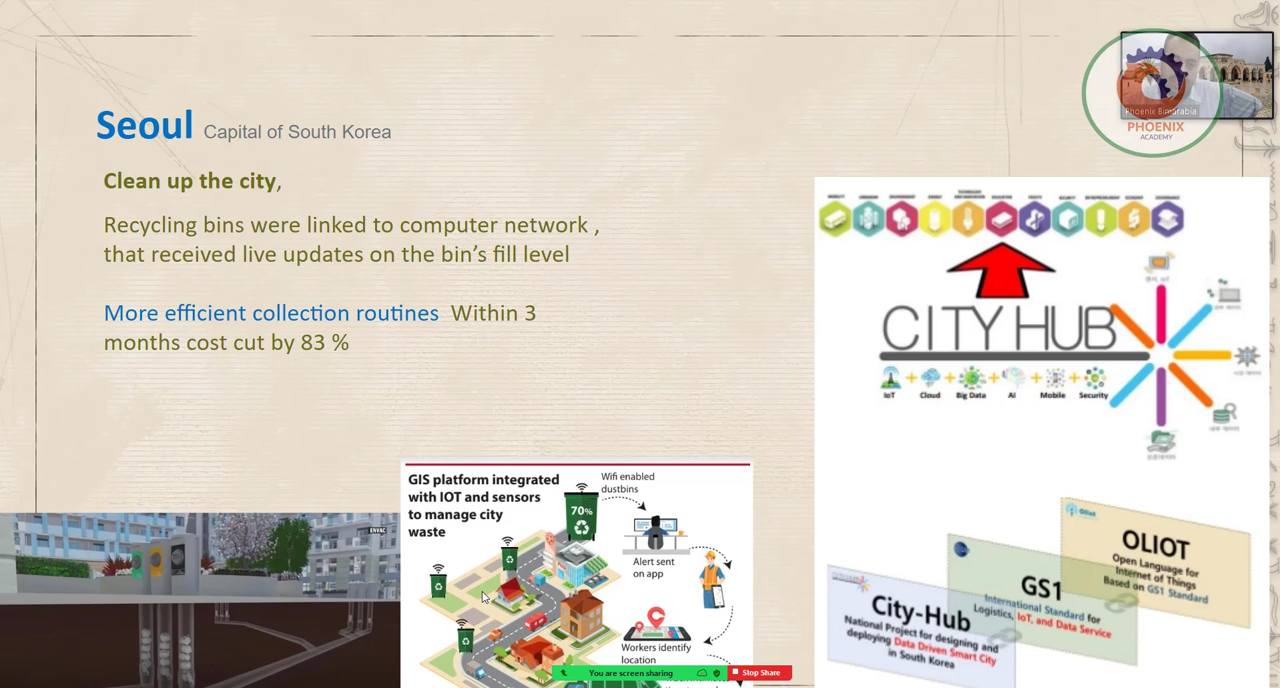 Seoul Capital of South Korea
Clean up the city,
Recycling bins were linked to computer network ,
that received live updates on the bin's fill level
More efficient collection routines Within 3
months cost cut by 83 %
Phoenix Bimarabia
PHOENIX
ACADEMY
CITY HUB
IoT
Cloud
Big Data
AI
Mobile
Security
GIS platform integrated
with IOT and sensors
to manage city
waste
Wifi enabled
dustbins
70%
Alert sent
on app
Workers identify
location
ENVAC
OLIOT
Open Language for
Internet of Things
Based on GS1 Standard
GS1
International Standard for
Logistics, IoT, and Data Service
City-Hub
National Project for designing and
deploying Data Driven Smart City
in South Korea
You are screen sharing
Stop Share